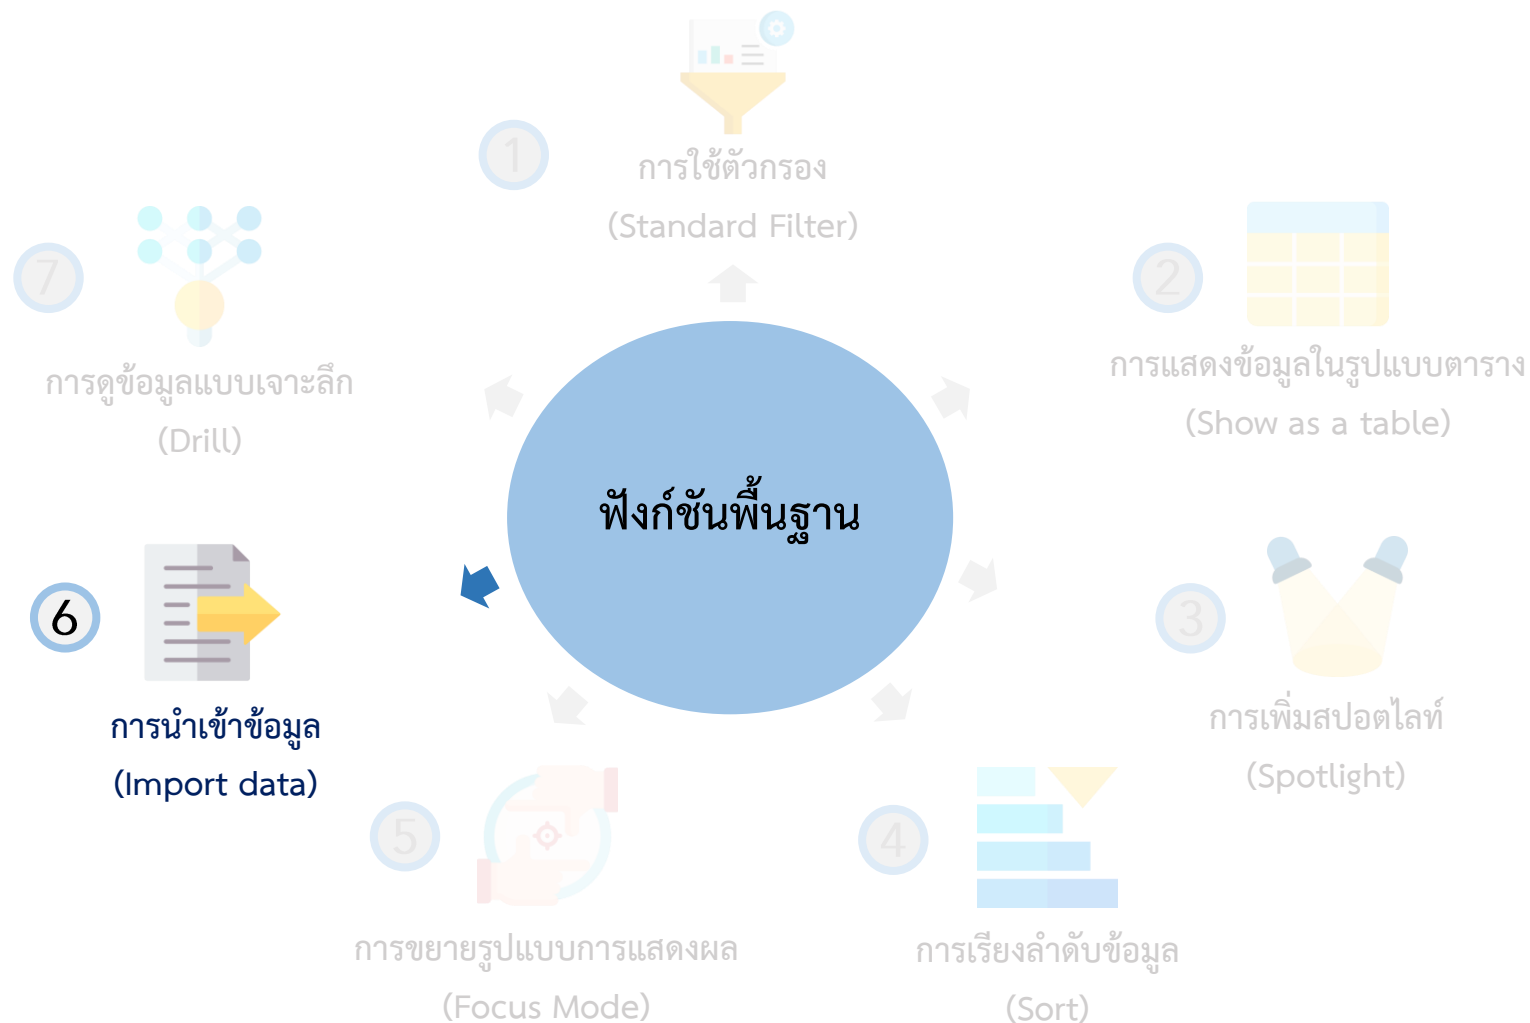 1
การใช้ตัวกรอง
(Standard Filter)
2
การแสดงข้อมูลในรูปแบบตาราง
(Show as a table)
3
การเพิ่มสปอตไลท์
(Spotlight)
4
การเรียงลำดับข้อมูล
(Sort)
5
การขยายรูปแบบการแสดงผล
(Focus Mode)
6
การนำเข้าข้อมูล
(Import data)
7
การดูข้อมูลแบบเจาะลึก
(Drill)
ฟังก์ชันพื้นฐาน